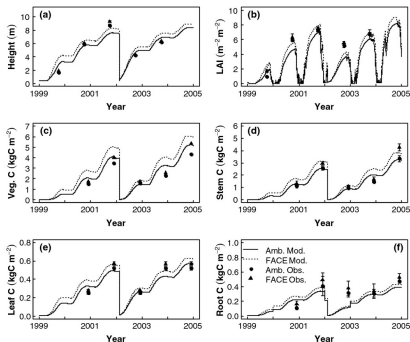 (a)
Height (m)
10
8
6
4
2
0
1999 2001 2003 2005
Year
(b)
LAI (m² m⁻²)
10
8
6
4
2
0
1999 2001 2003 2005
Year
(c)
Veg. C (kgC m⁻²)
7
6
5
4
3
2
1
0
1999 2001 2003 2005
Year
(d)
Stem C (kgC m⁻²)
6
5
4
3
2
1
0
1999 2001 2003 2005
Year
(e)
Leaf C (kgC m⁻²)
1.0
0.8
0.6
0.4
0.2
0.0
1999 2001 2003 2005
Year
(f)
Root C (kgC m⁻²)
1.0
0.8
0.6
0.4
0.2
0.0
1999 2001 2003 2005
Year
Amb. Mod.
FACE Mod.
Amb. Obs.
FACE Obs.